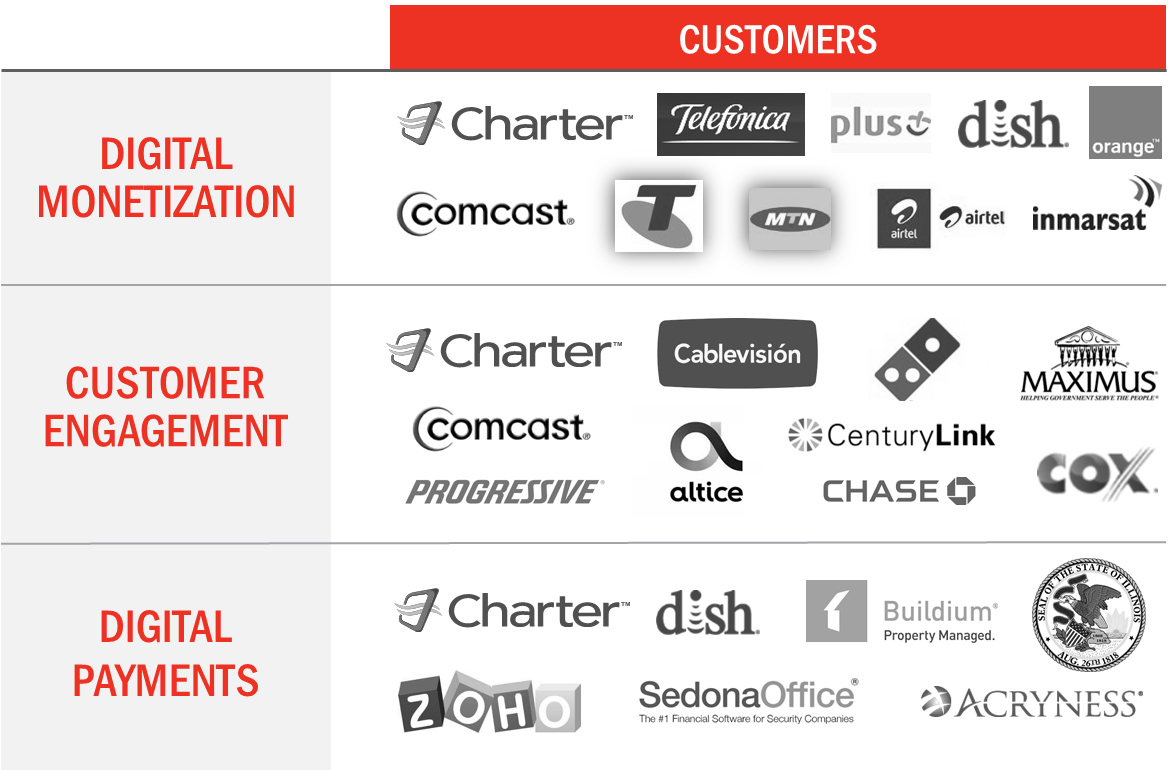 CUSTOMERS
DIGITAL
MONETIZATION
Charter™
Telefónica
plus
dish®
orange™
comcast®
T
MTN
airtel
airtel
inmarsat
CUSTOMER
ENGAGEMENT
Charter™
Cablevisión
MAXIMUS®
HELPING GOVERNMENT SERVE THE PEOPLE®
comcast®
altice
CenturyLink
COX
PROGRESSIVE®
CHASE
DIGITAL
PAYMENTS
Charter™
dish®
Buildium®
Property Managed.
SEAL OF THE STATE OF ILLINOIS
AUG. 26TH 1818
ZOHO
SedonaOffice®
The #1 Financial Software for Security Companies
ACRYNESS